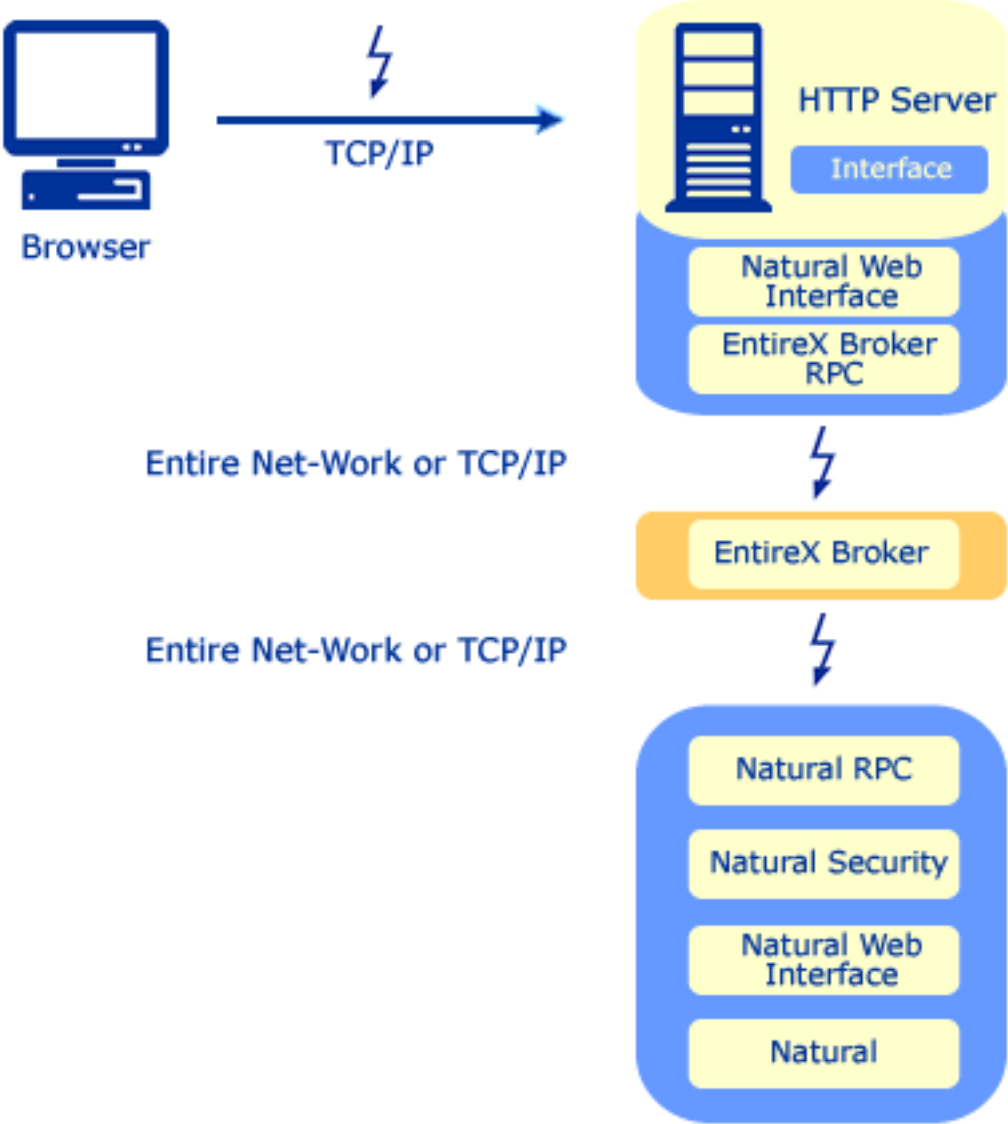 HTTP Server
TCP/IP
Interface
Browser
Natural Web
Interface
EntireX Broker
RPC
Entire Net-Work or TCP/IP
EntireX Broker
Entire Net-Work or TCP/IP
Natural RPC
Natural Security
Natural Web
Interface
Natural